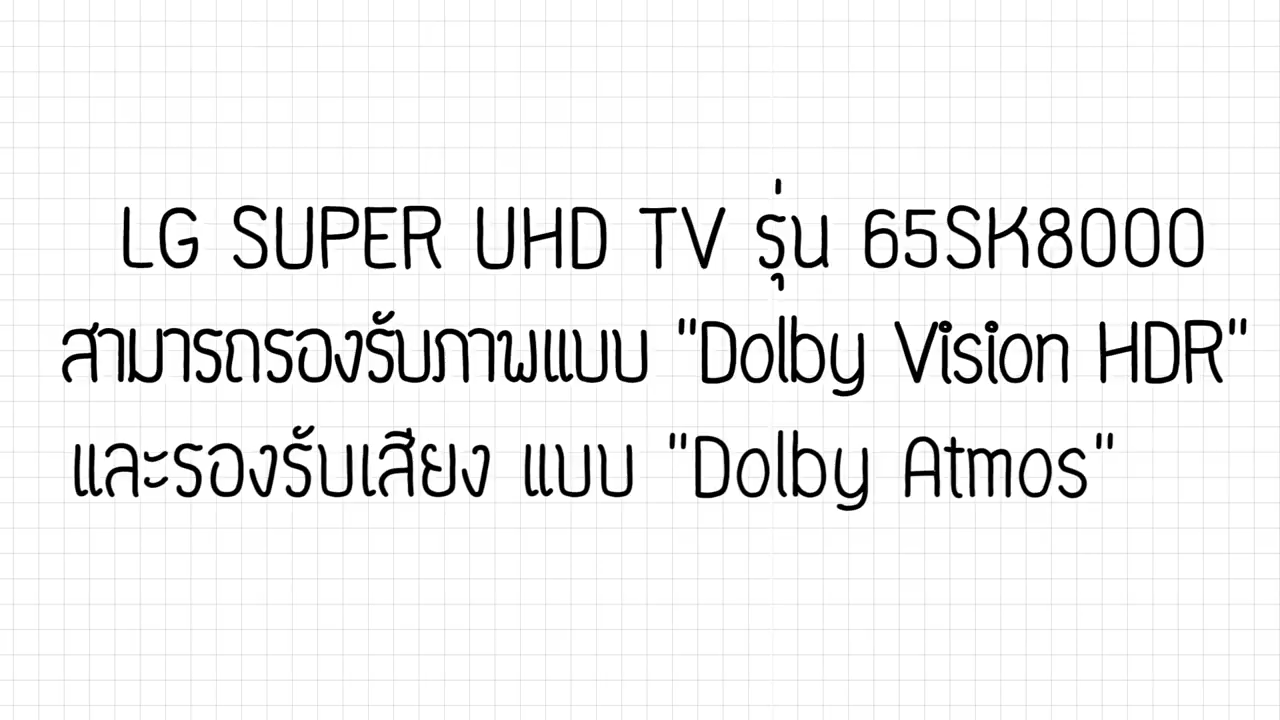 LG SUPER UHD TV รุ่น 65SK8000
สามารถรองรับภาพแบบ "Dolby Vision HDR"
และรองรับเสียง แบบ "Dolby Atmos"